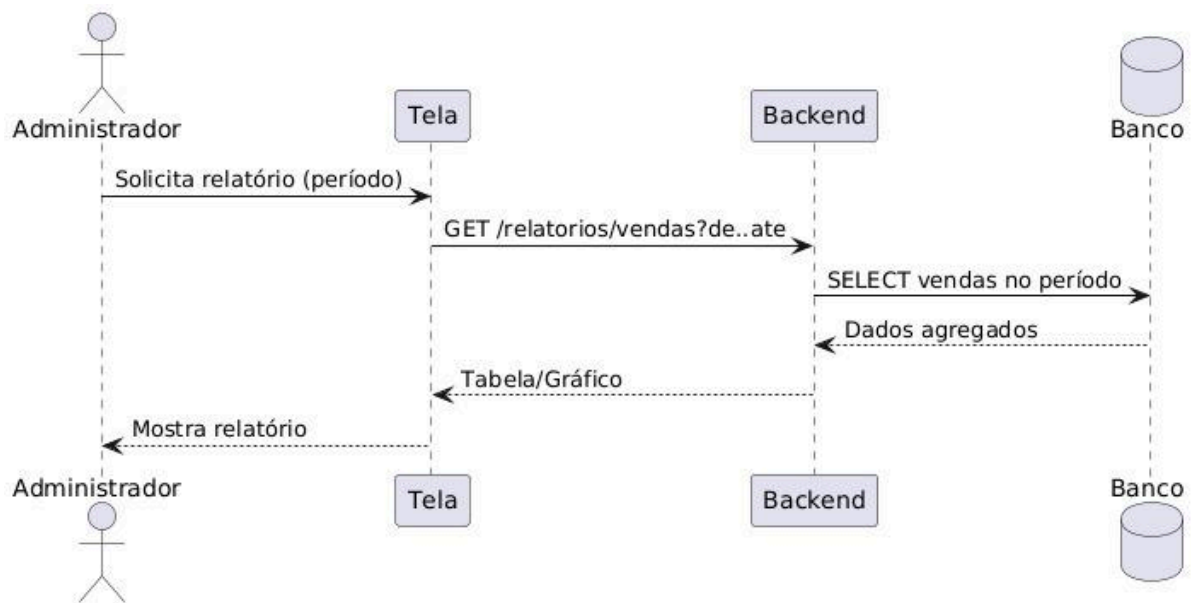 Administrador
Tela
Backend
Banco
Solicita relatório (período)
GET /relatorios/vendas?de..ate
SELECT vendas no período
Dados agregados
Tabela/Gráfico
Mostra relatório
Administrador
Tela
Backend
Banco